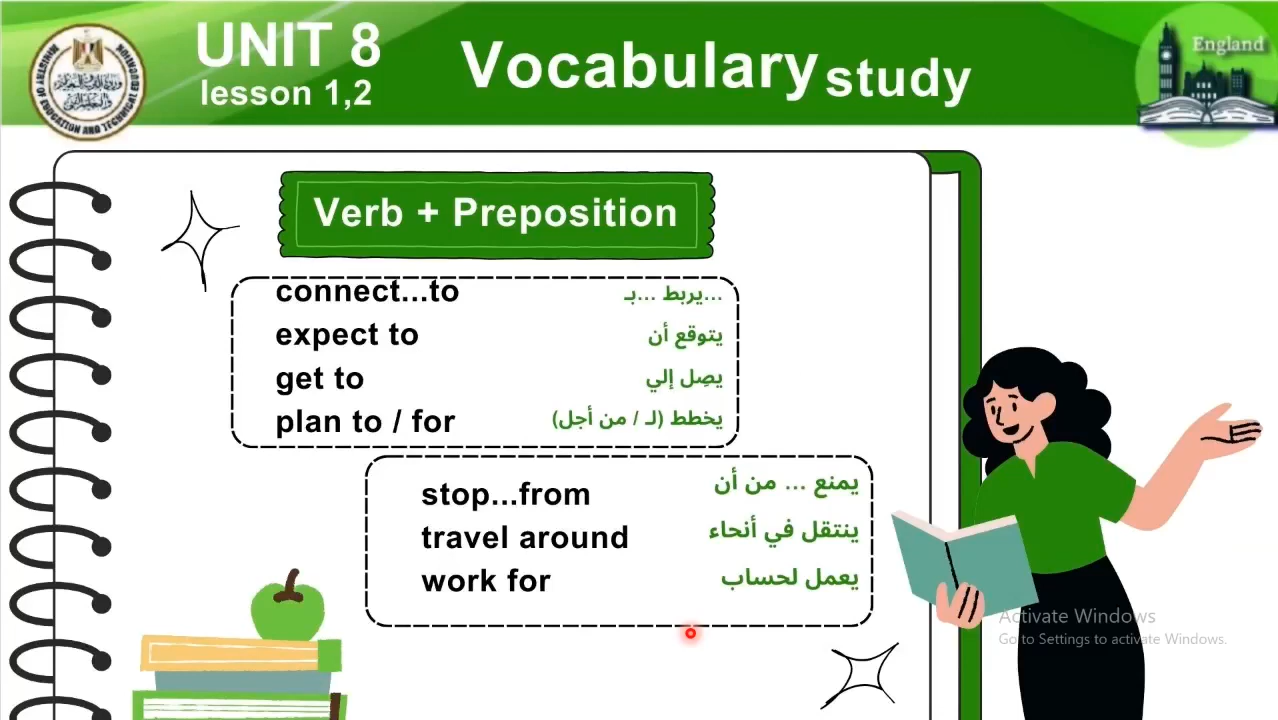 UNIT 8
lesson 1,2
Vocabulary study
England
Verb + Preposition
connect...to
يربط ...بـ...
expect to
يتوقع أن
get to
يصِل إلي
plan to / for
يخطط (لـ / من أجل)
stop...from
يمنع ... من أن
travel around
ينتقل في أنحاء
work for
يعمل لحساب
Activate Windows
Go to Settings to activate Windows.